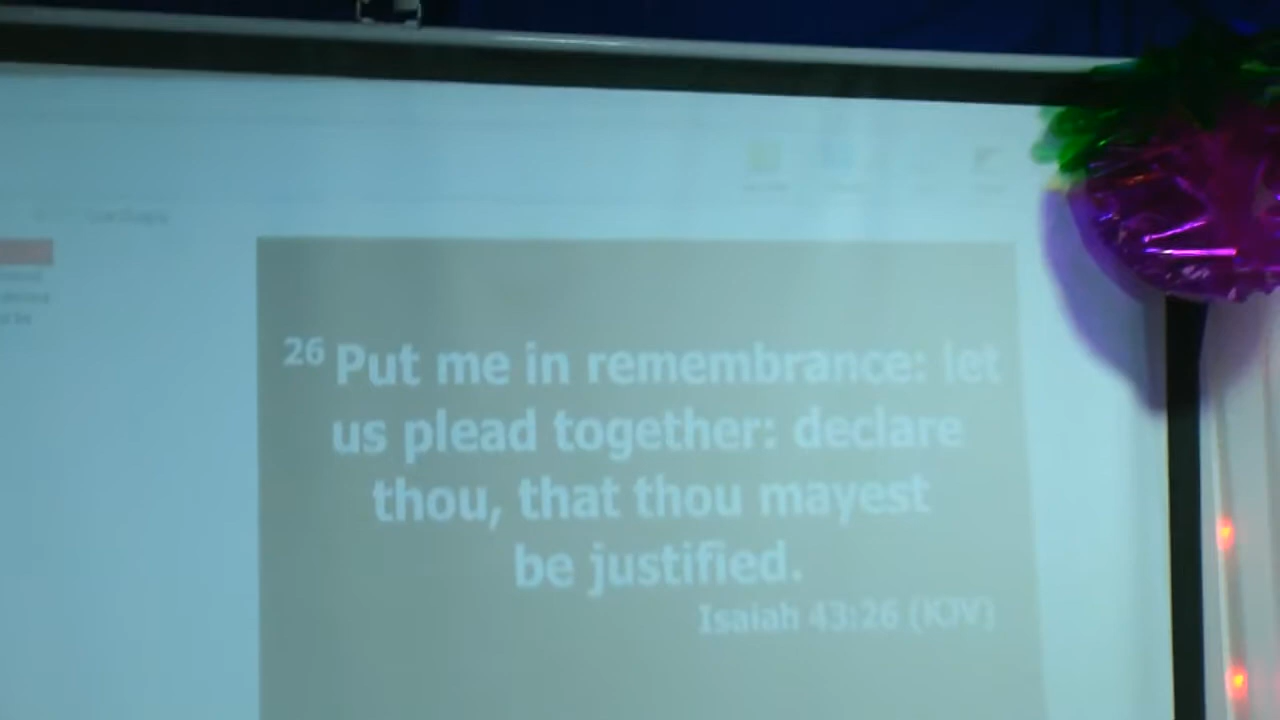 26 Put me in remembrance: let
us plead together: declare
thou, that thou mayest
be justified.
Isaiah 43:26 (KJV)